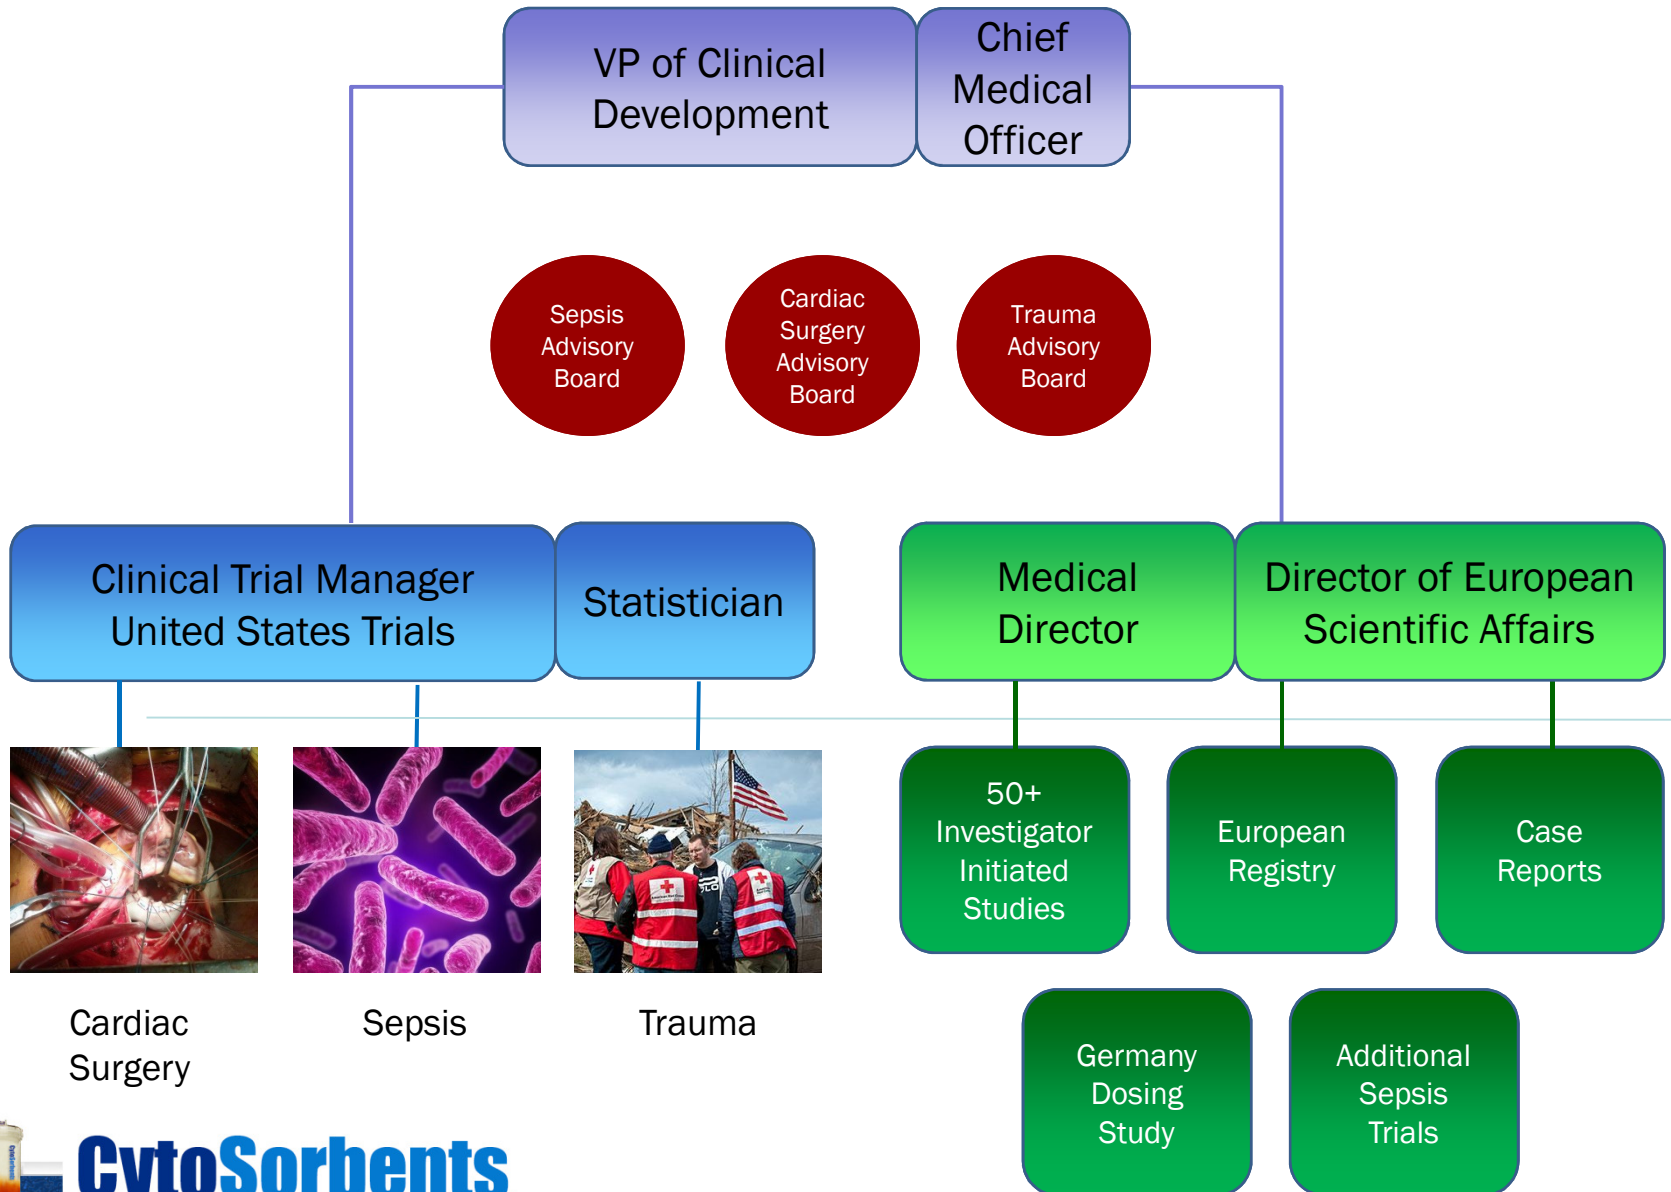 VP of Clinical
Development
Chief
Medical
Officer
Sepsis
Advisory
Board
Cardiac
Surgery
Advisory
Board
Trauma
Advisory
Board
Clinical Trial Manager
United States Trials
Statistician
Medical
Director
Director of European
Scientific Affairs
50+
Investigator
Initiated
Studies
European
Registry
Case
Reports
Cardiac
Surgery
Sepsis
Trauma
Germany
Dosing
Study
Additional
Sepsis
Trials
CytoSorbents